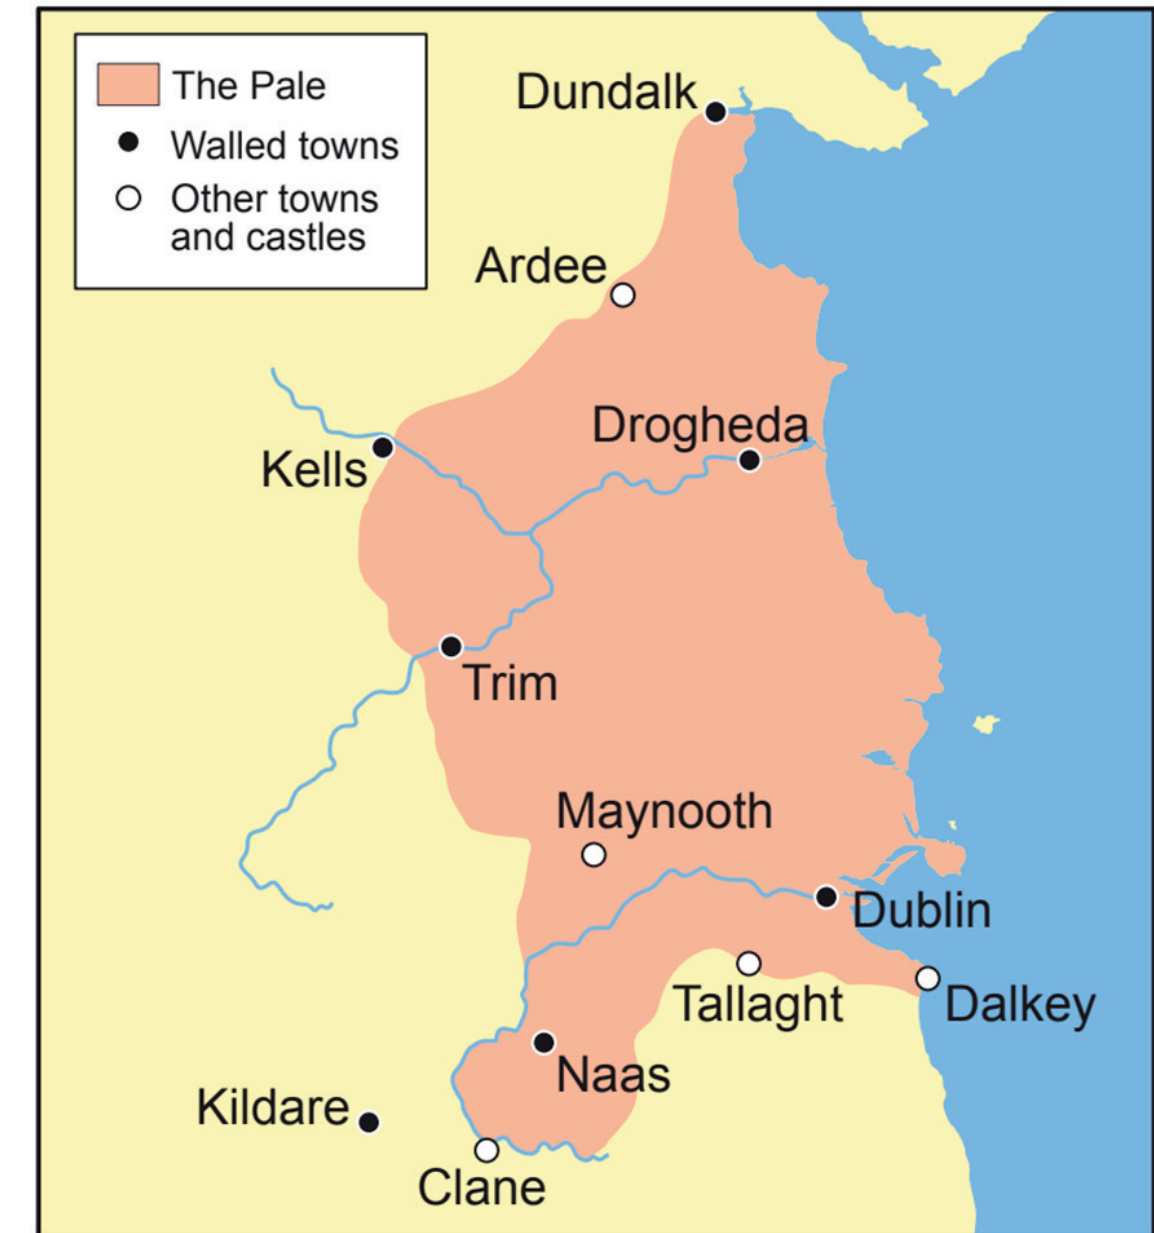 The Pale
Walled towns
Other towns
and castles
Dundalk
Ardee
Drogheda
Kells
Trim
Maynooth
Dublin
Tallaght
Dalkey
Naas
Kildare
Clane